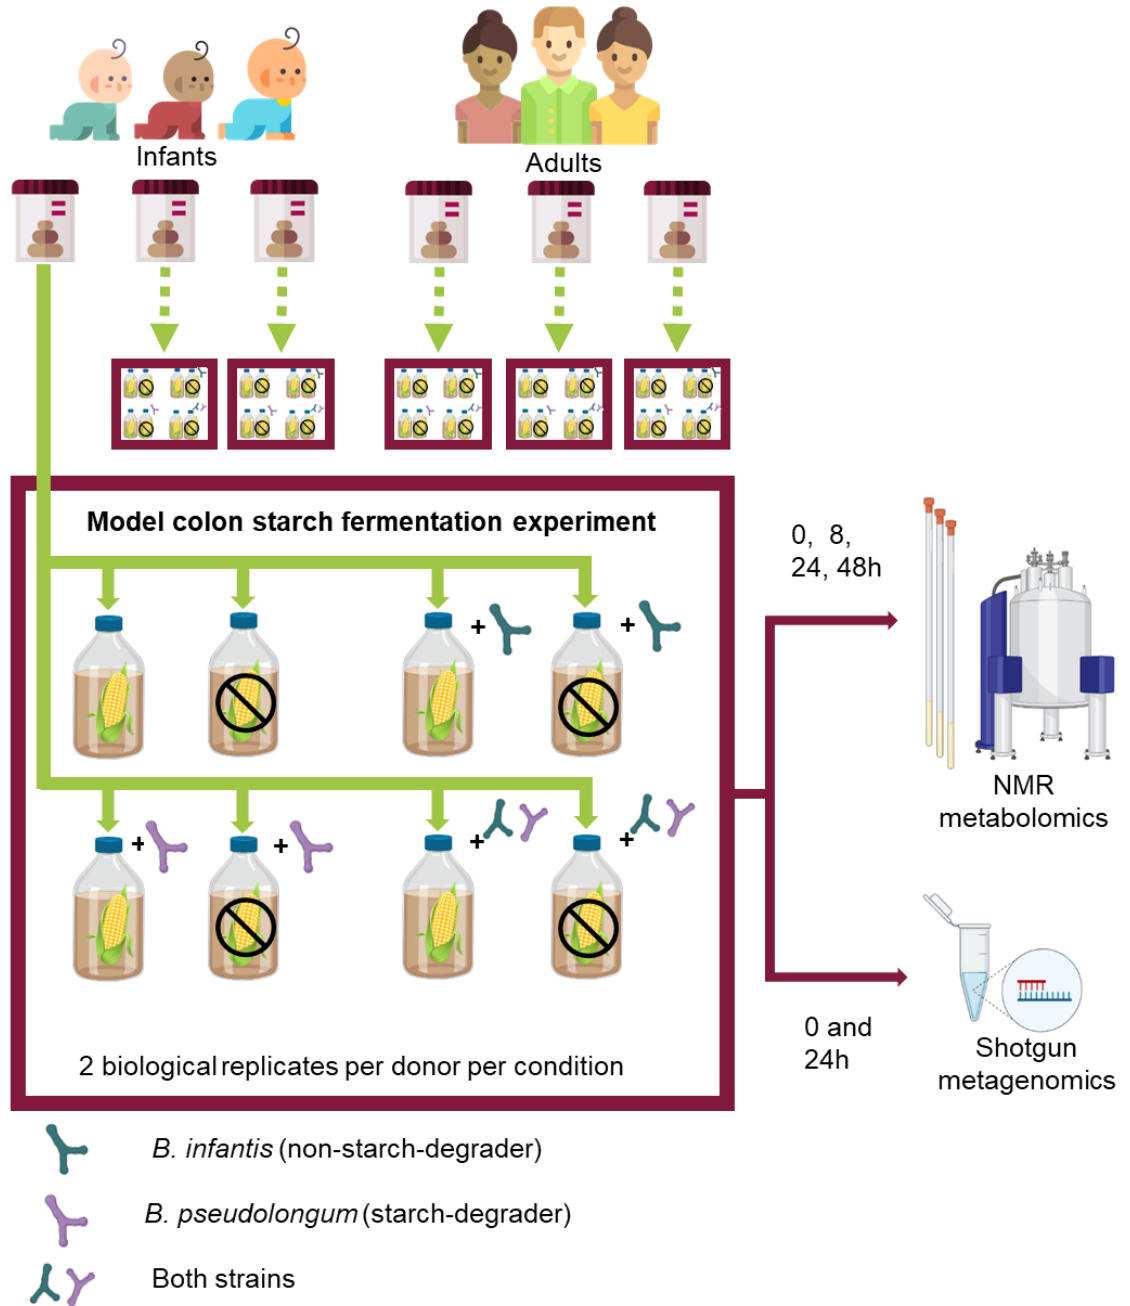 Infants
Adults
Model colon starch fermentation experiment
0, 8,
24, 48h
+
+
NMR
metabolomics
+
+
+
+
0 and
24h
Shotgun
metagenomics
2 biological replicates per donor per condition
B. infantis (non-starch-degrader)
B. pseudolongum (starch-degrader)
Both strains